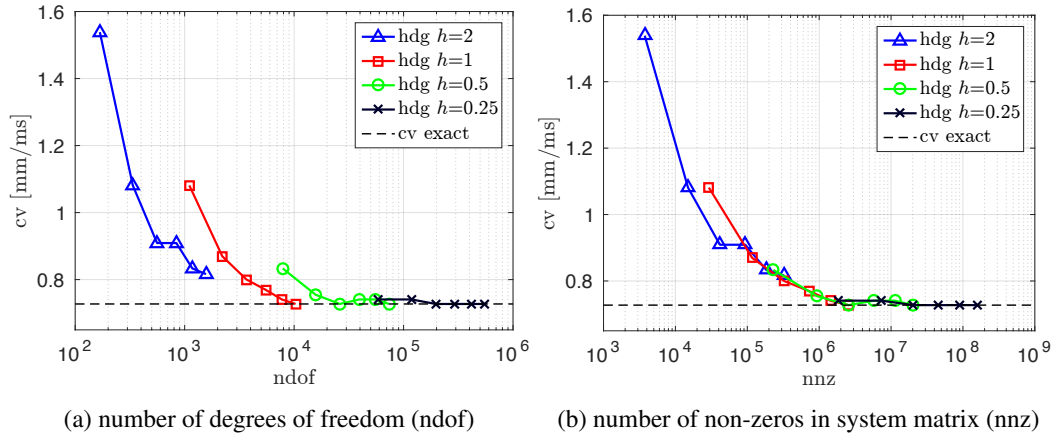 cv [mm/ms]
1.6
1.4
1.2
1
0.8
hdg h=2
hdg h=1
hdg h=0.5
hdg h=0.25
cv exact
10^2
10^3
10^4
10^5
10^6
ndof
(a) number of degrees of freedom (ndof)
cv [mm/ms]
1.6
1.4
1.2
1
0.8
hdg h=2
hdg h=1
hdg h=0.5
hdg h=0.25
cv exact
10^3
10^4
10^5
10^6
10^7
10^8
10^9
nnz
(b) number of non-zeros in system matrix (nnz)